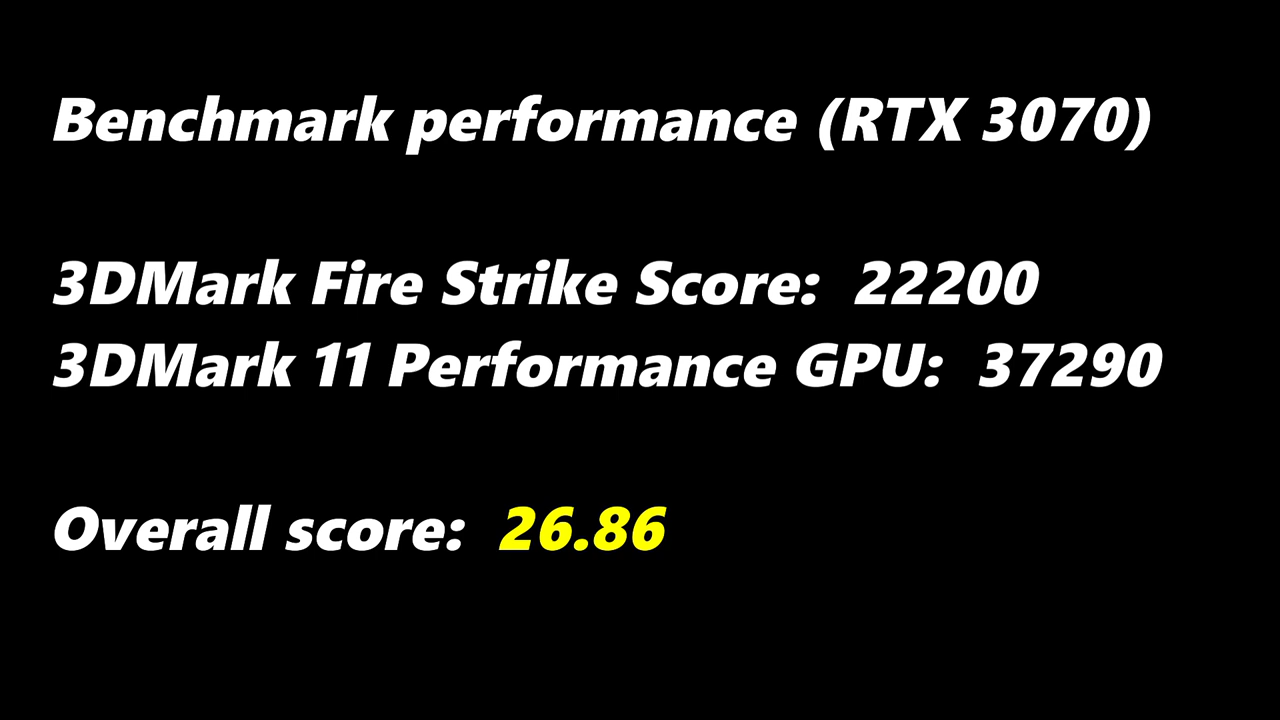 Benchmark performance (RTX 3070)
3DMark Fire Strike Score: 22200
3DMark 11 Performance GPU: 37290
Overall score: 26.86